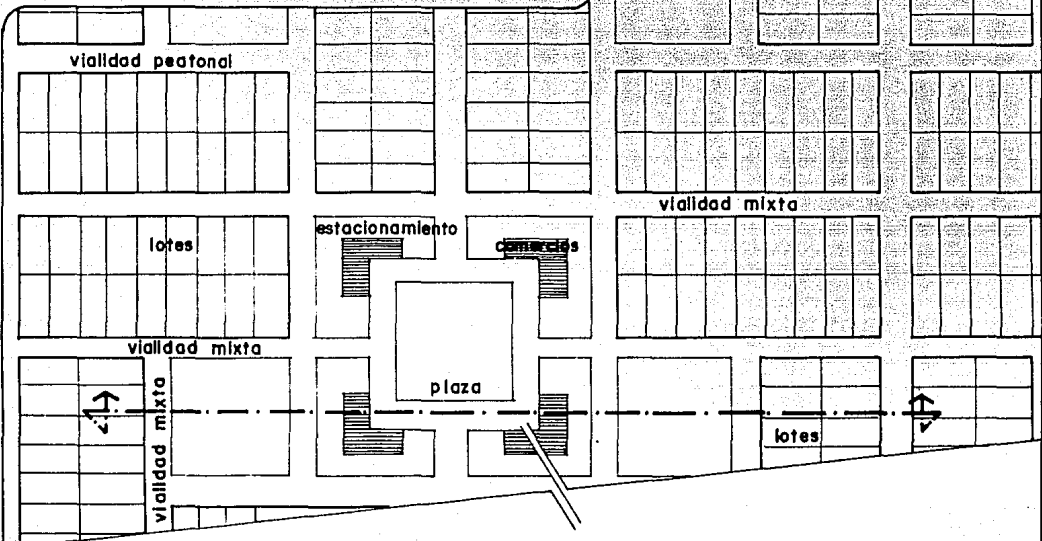 vialidad peatonal
vialidad mixta
estacionamiento
comercios
lotes
vialidad mixta
plaza
vialidad mixta
lotes